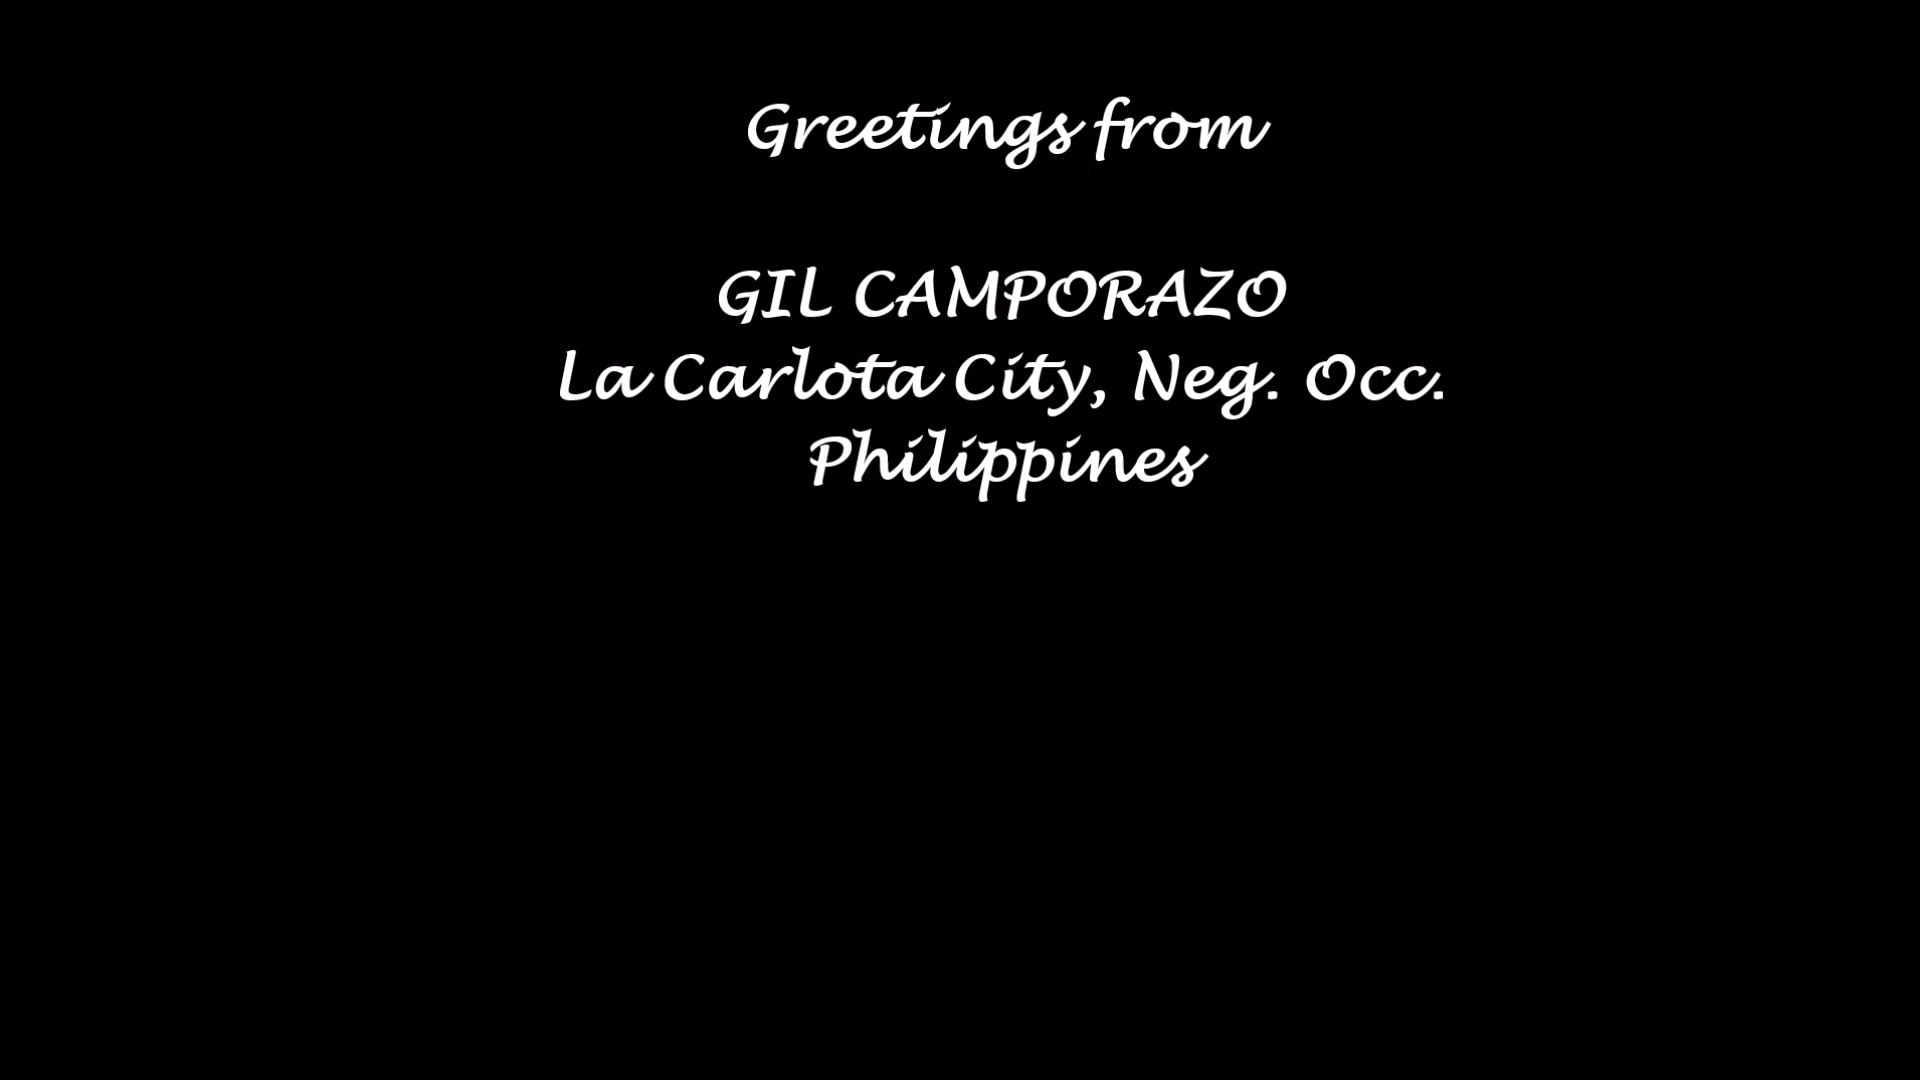 Greetings from
GIL CAMPORAZO
La Carlota City, Neg. Occ.
Philippines